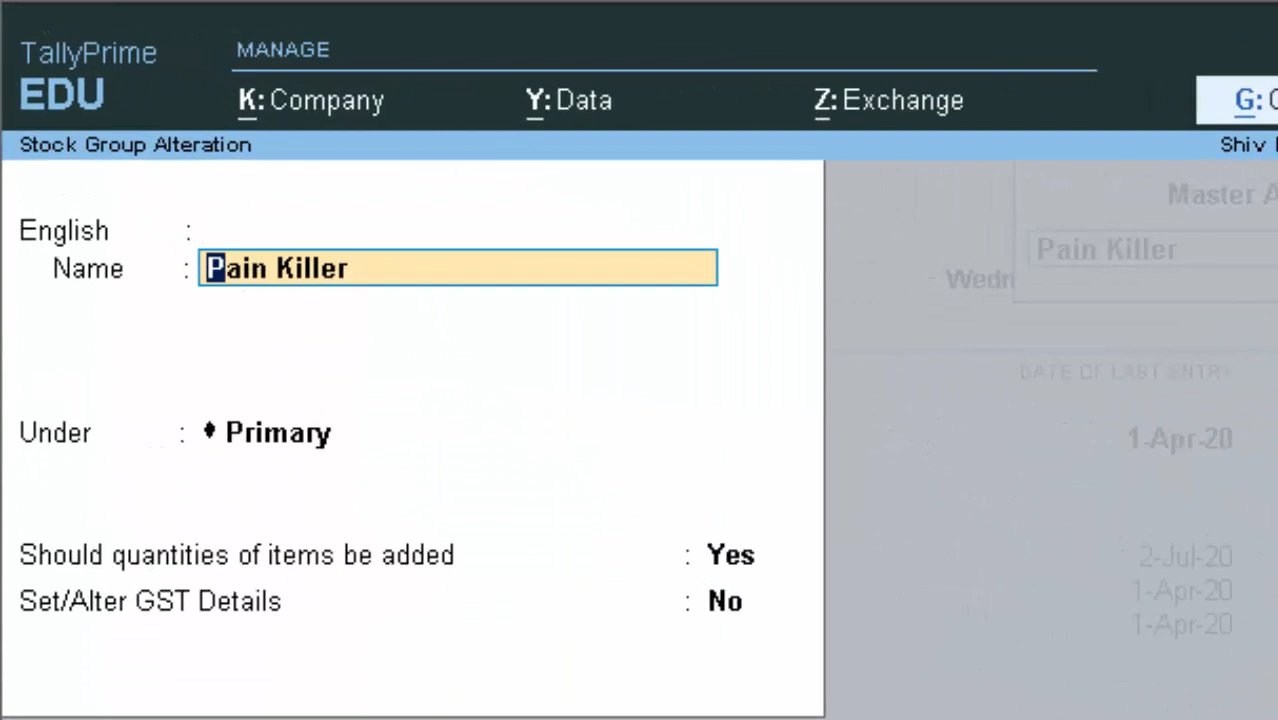 TallyPrime
EDU
MANAGE
K: Company
Y: Data
Z: Exchange
G:
Stock Group Alteration
Shiv
English :
Name : Pain Killer
Under : ♦ Primary
Should quantities of items be added : Yes
Set/Alter GST Details : No
Master A
Pain Killer
Wedn
DATE OF LAST ENTRY
1-Apr-20
2-Jul-20
1-Apr-20
1-Apr-20